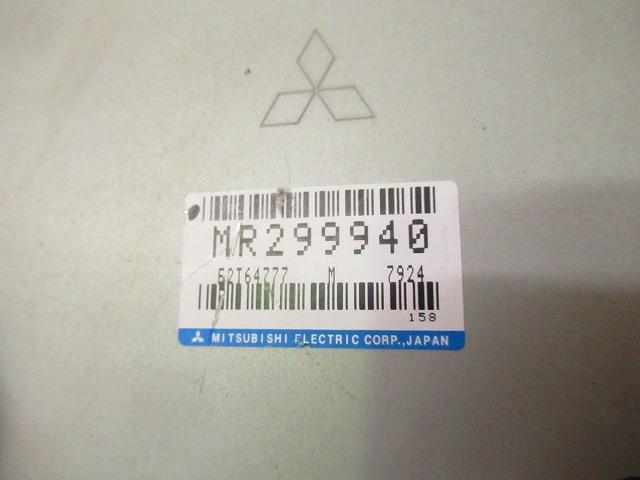 MR299940
E2T64777 M 7924
158
MITSUBISHI ELECTRIC CORP.,JAPAN